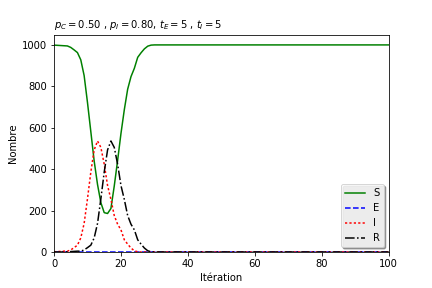 p_C = 0.50 , p_I = 0.80, t_E = 5 , t_I = 5
1000
800
600
400
200
0
Nombre
0 20 40 60 80 100
Itération
S
E
I
R